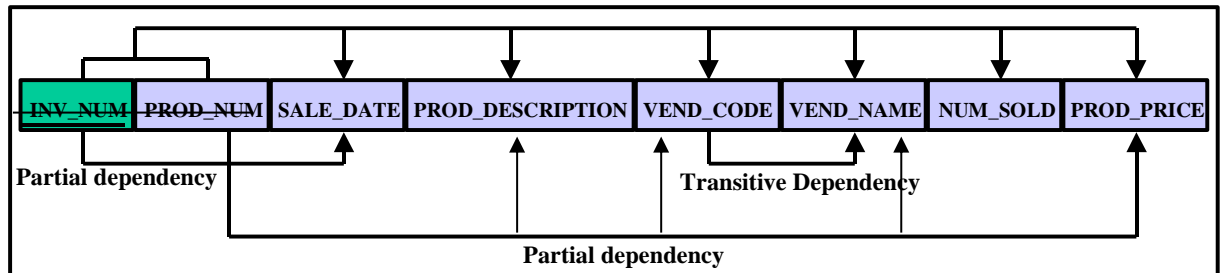 INV_NUM PROD_NUM SALE_DATE PROD_DESCRIPTION VEND_CODE VEND_NAME NUM_SOLD PROD_PRICE
Partial dependency
Transitive Dependency
Partial dependency